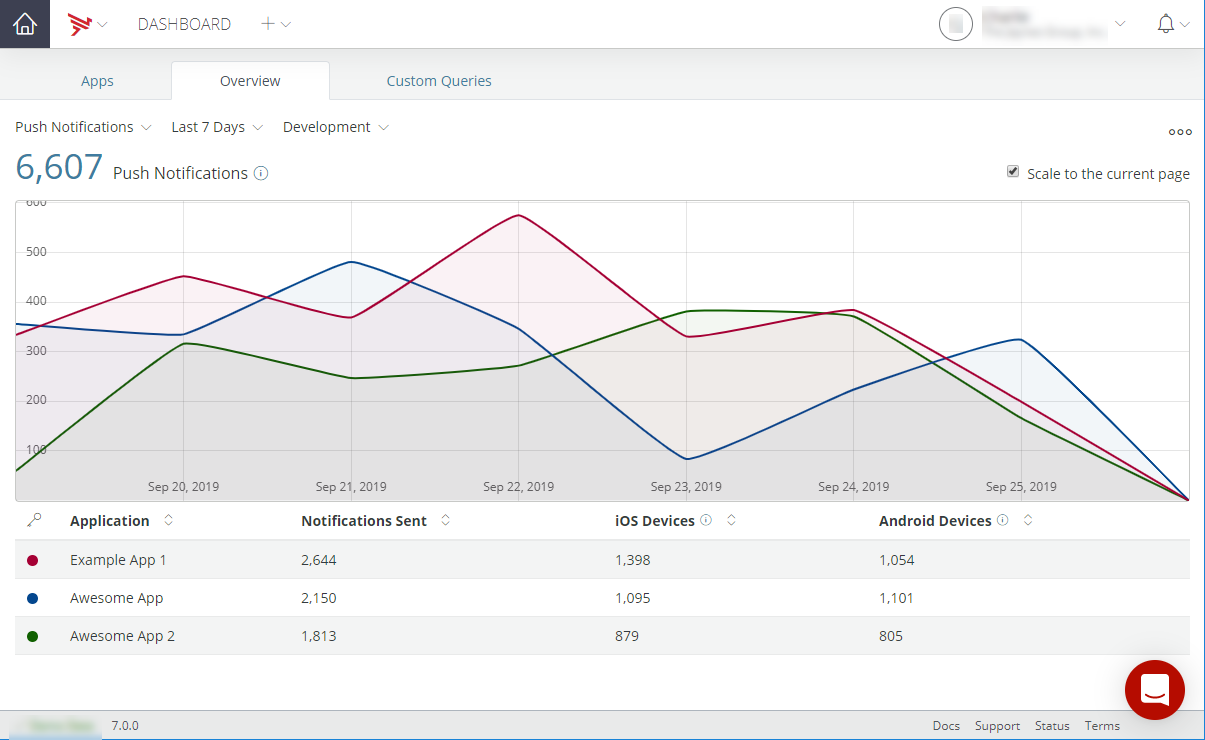 DASHBOARD
Apps Overview Custom Queries
Push Notifications Last 7 Days Development
6,607 Push Notifications
Scale to the current page
600
500
400
300
200
100
Sep 20, 2019 Sep 21, 2019 Sep 22, 2019 Sep 23, 2019 Sep 24, 2019 Sep 25, 2019
Application Notifications Sent iOS Devices Android Devices
Example App 1 2,644 1,398 1,054
Awesome App 2,150 1,095 1,101
Awesome App 2 1,813 879 805
7.0.0 Docs Support Status Terms